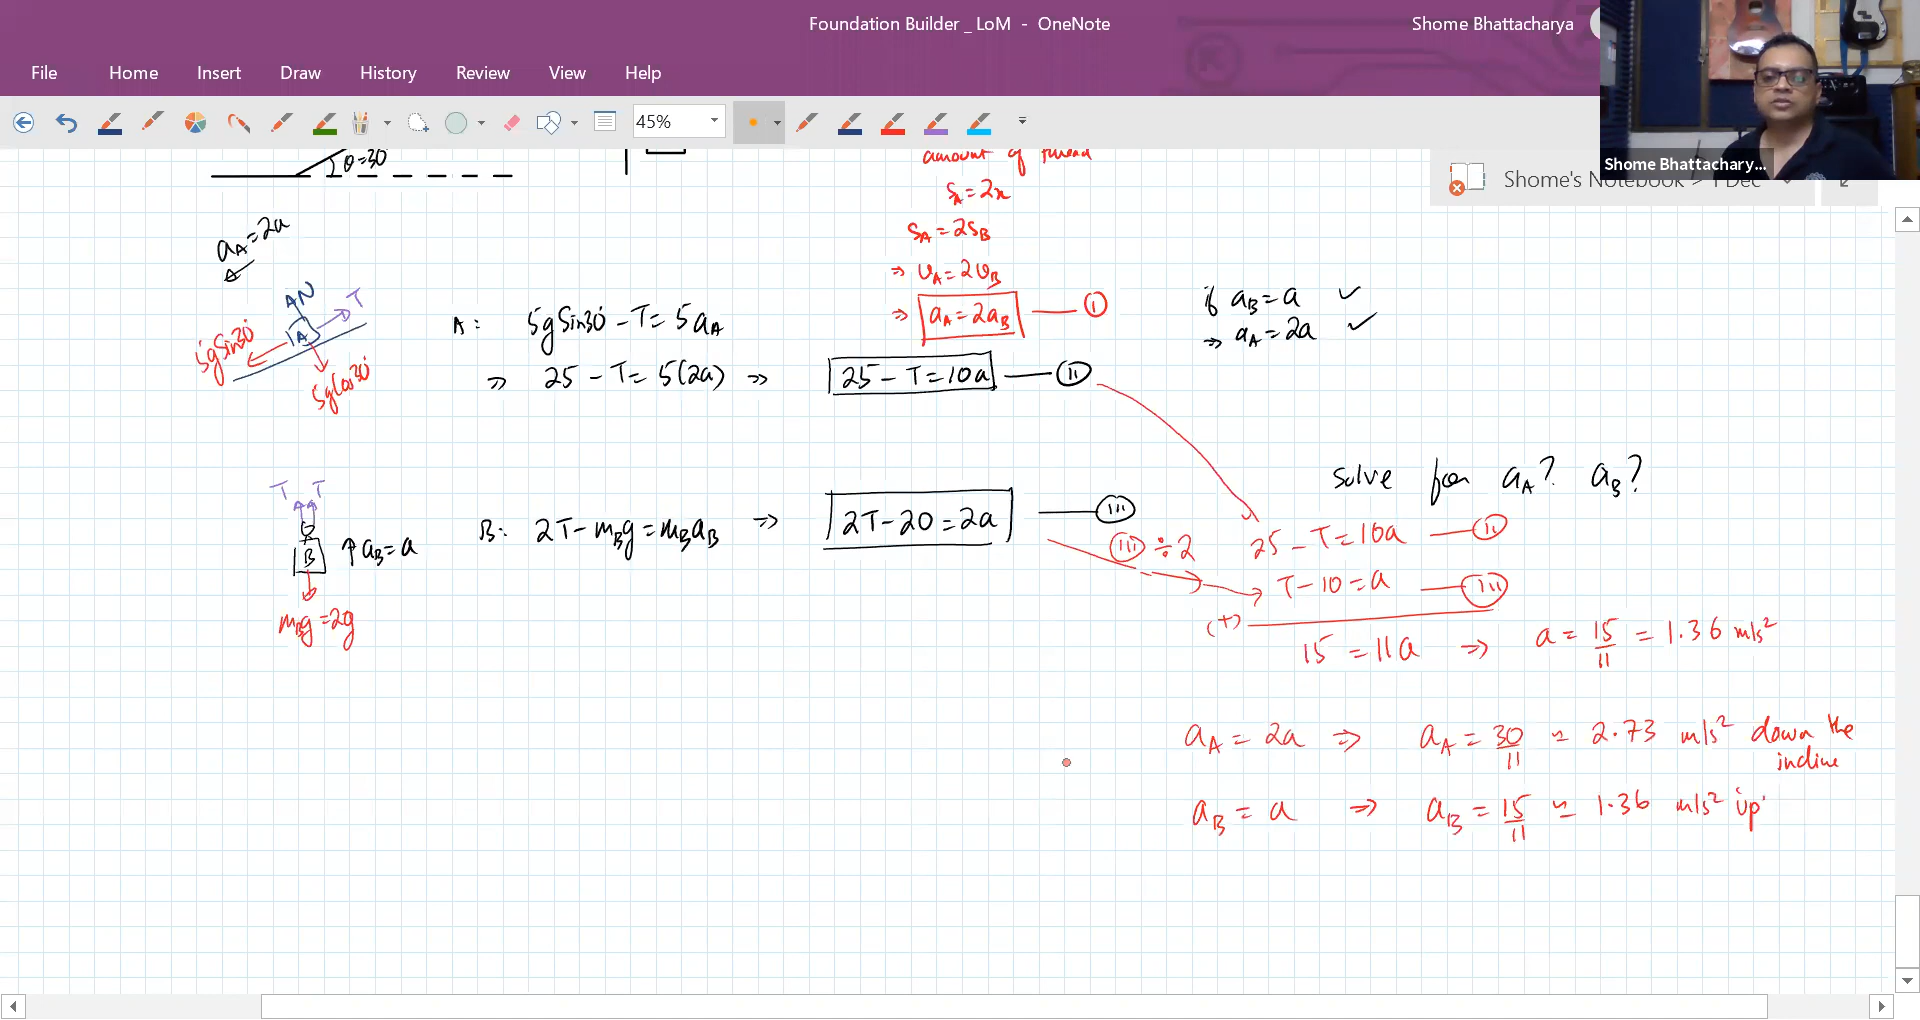 Foundation Builder _ LoM - OneNote
Shome Bhattacharya
File Home Insert Draw History Review View Help
45%
Shome Bhattachary...
Shome's Notebook > 1 Dec
θ=30
amount of thread
s_A = 2x
s_A = 2s_B
⇒ v_A = 2v_B
⇒ a_A = 2a_B — (I)
if a_B = a ✓
⇒ a_A = 2a ✓
a_A = 2a
N
T
A
5g Sin30
5g Cos30
A: 5g Sin30 - T = 5a_A
⇒ 25 - T = 5(2a) ⇒ 25 - T = 10a — (II)
T T
B
↑ a_B = a
m_B g = 2g
B: 2T - m_B g = m_B a_B ⇒ 2T - 20 = 2a — (III)
Solve for a_A? a_B?
25 - T = 10a — (II)
(III) ÷ 2
T - 10 = a — (III)
(+)
15 = 11a ⇒ a = 15/11 = 1.36 m/s²
a_A = 2a ⇒ a_A = 30/11 ≃ 2.73 m/s² down the incline
a_B = a ⇒ a_B = 15/11 ≃ 1.36 m/s² 'up'